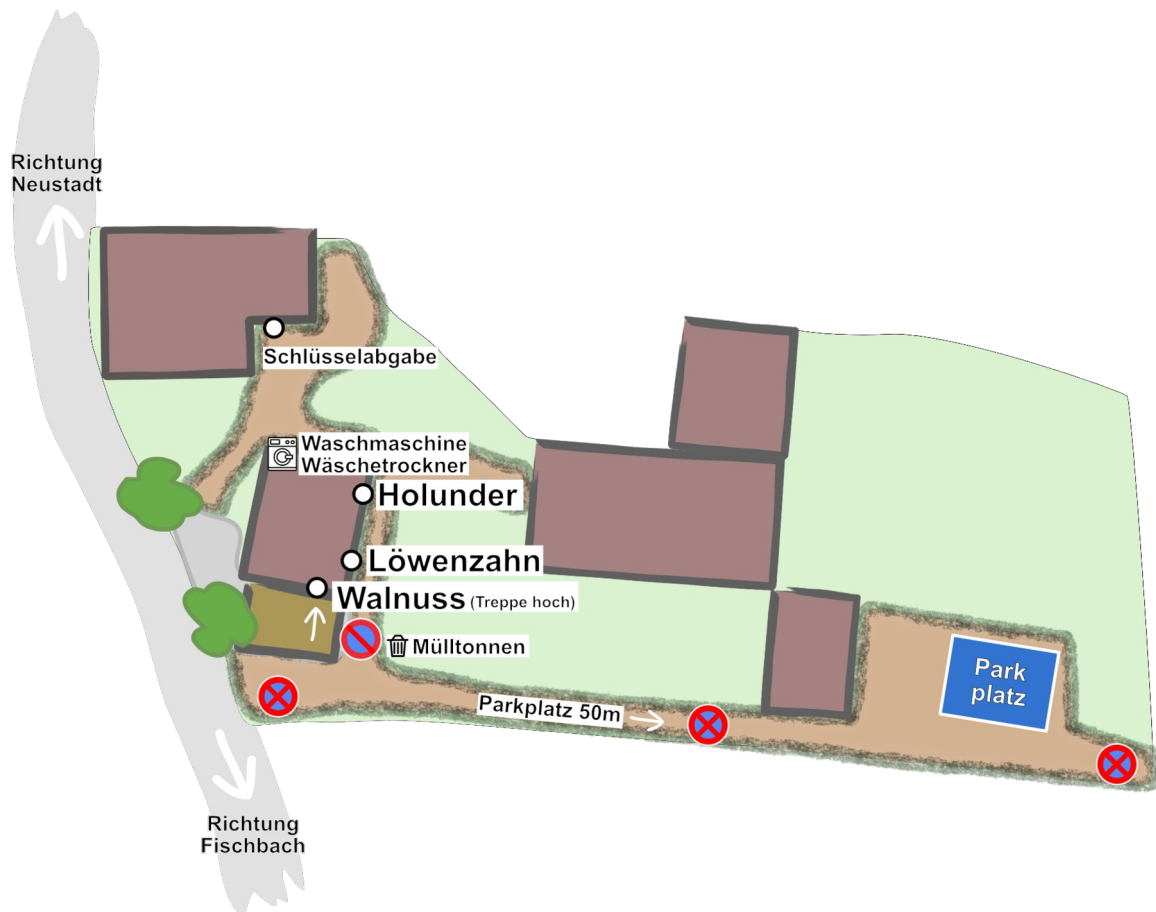 Richtung
Neustadt
Schlüsselabgabe
Waschmaschine
Wäschetrockner
Holunder
Löwenzahn
Walnuss (Treppe hoch)
Mülltonnen
Park
platz
Parkplatz 50m
Richtung
Fischbach